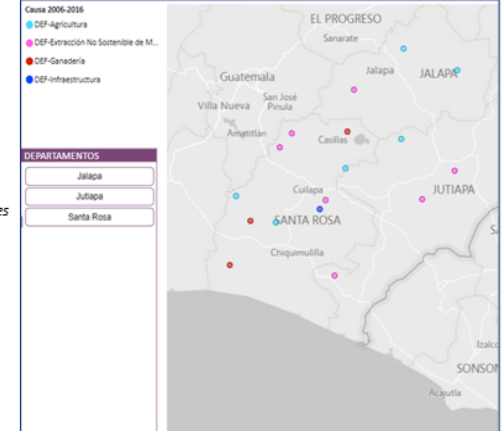 Causa 2006-2016
DEF-Agricultura
DEF-Extracción No Sostenible de M...
DEF-Ganadería
DEF-Infraestructura
DEPARTAMENTOS
Jalapa
Jutiapa
Santa Rosa
es
EL PROGRESO
Sanarate
Guatemala
Jalapa
JALAPA
Villa Nueva
San José
Pinula
Amatitlán
Casillas
Cuilapa
JUTIAPA
SANTA ROSA
Chiquimulilla
S
Izalco
SONSON
Acajutla